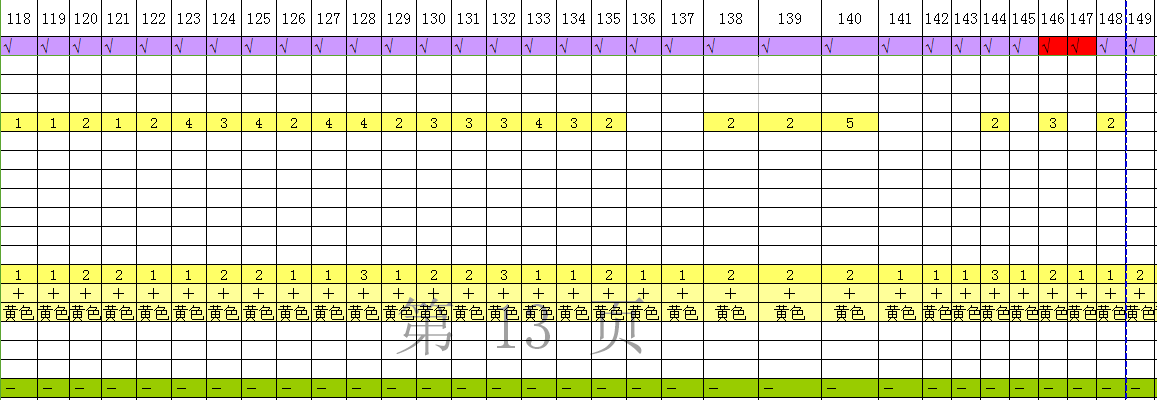 118 119 120 121 122 123 124 125 126 127 128 129 130 131 132 133 134 135 136 137 138 139 140 141 142 143 144 145 146 147 148 149
√ √ √ √ √ √ √ √ √ √ √ √ √ √ √ √ √ √ √ √ √ √ √ √ √ √ √ √ √ √ √ √
1 1 2 1 2 4 3 4 2 4 4 2 3 3 3 4 3 2 2 2 5 2 3 2
1 1 2 2 1 1 2 2 1 1 3 1 2 2 3 1 1 2 1 1 2 2 2 1 1 1 3 1 2 1 1 2
+ + + + + + + + + + + + + + + + + + + + + + + + + + + + + + + +
黄色 黄色 黄色 黄色 黄色 黄色 黄色 黄色 黄色 黄色 黄色 黄色 黄色 黄色 黄色 黄色 黄色 黄色 黄色 黄色 黄色 黄色 黄色 黄色 黄色 黄色 黄色 黄色 黄色 黄色 黄色 黄色
第 13 页
— — — — — — — — — — — — — — — — — — — — — — — — — — — — — — — —